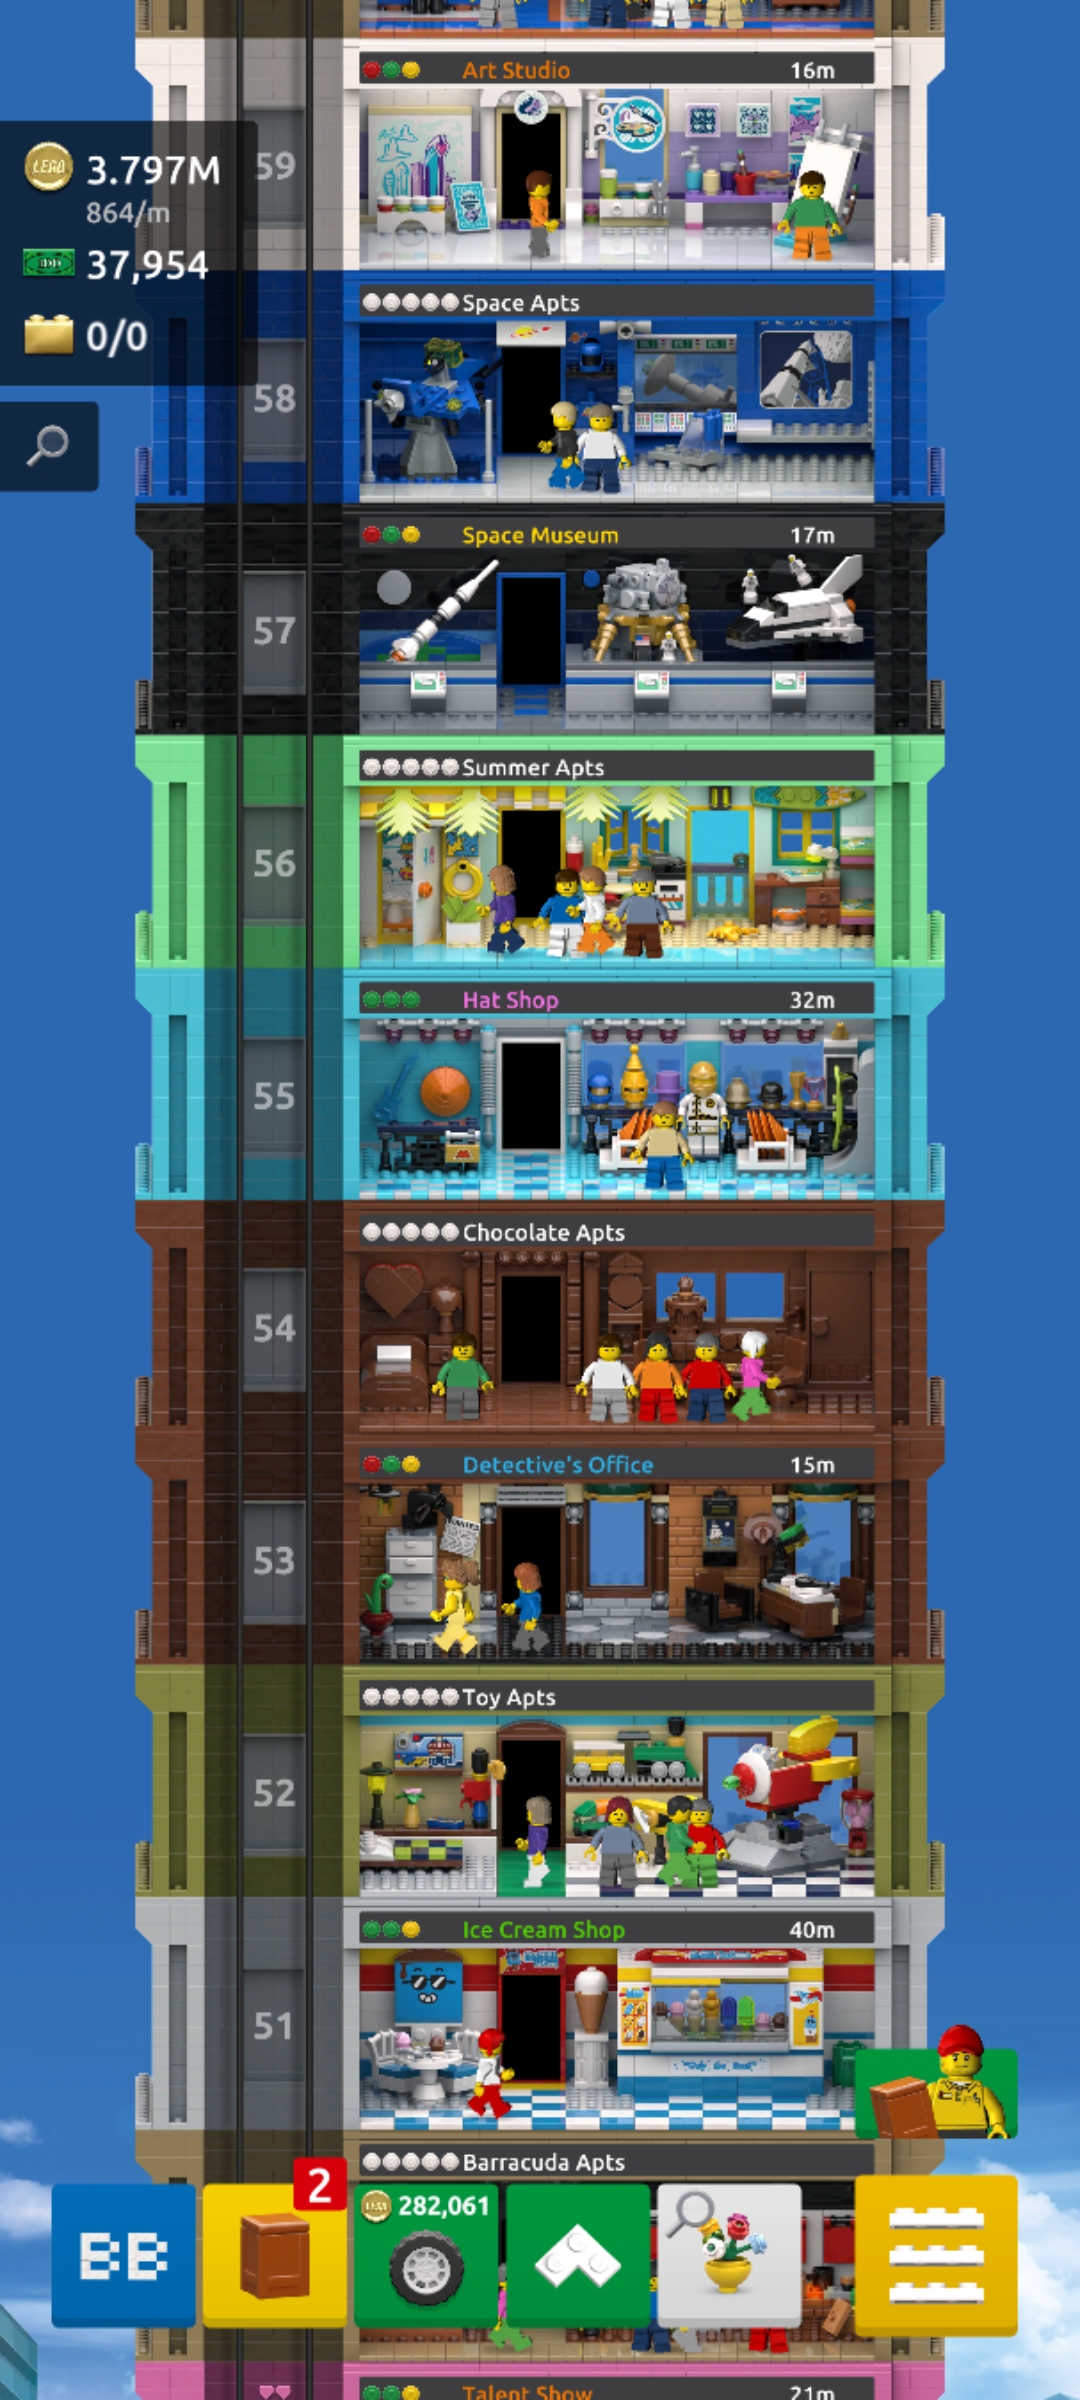 Art Studio 16m
59
LEGO 3.797M
864/m
37,954
0/0
Space Apts
58
Space Museum 17m
57
Summer Apts
56
Hat Shop 32m
55
Chocolate Apts
54
Detective's Office 15m
53
Toy Apts
52
Ice Cream Shop 40m
51
Barracuda Apts
2
BB
282,061
Talent Show 21m